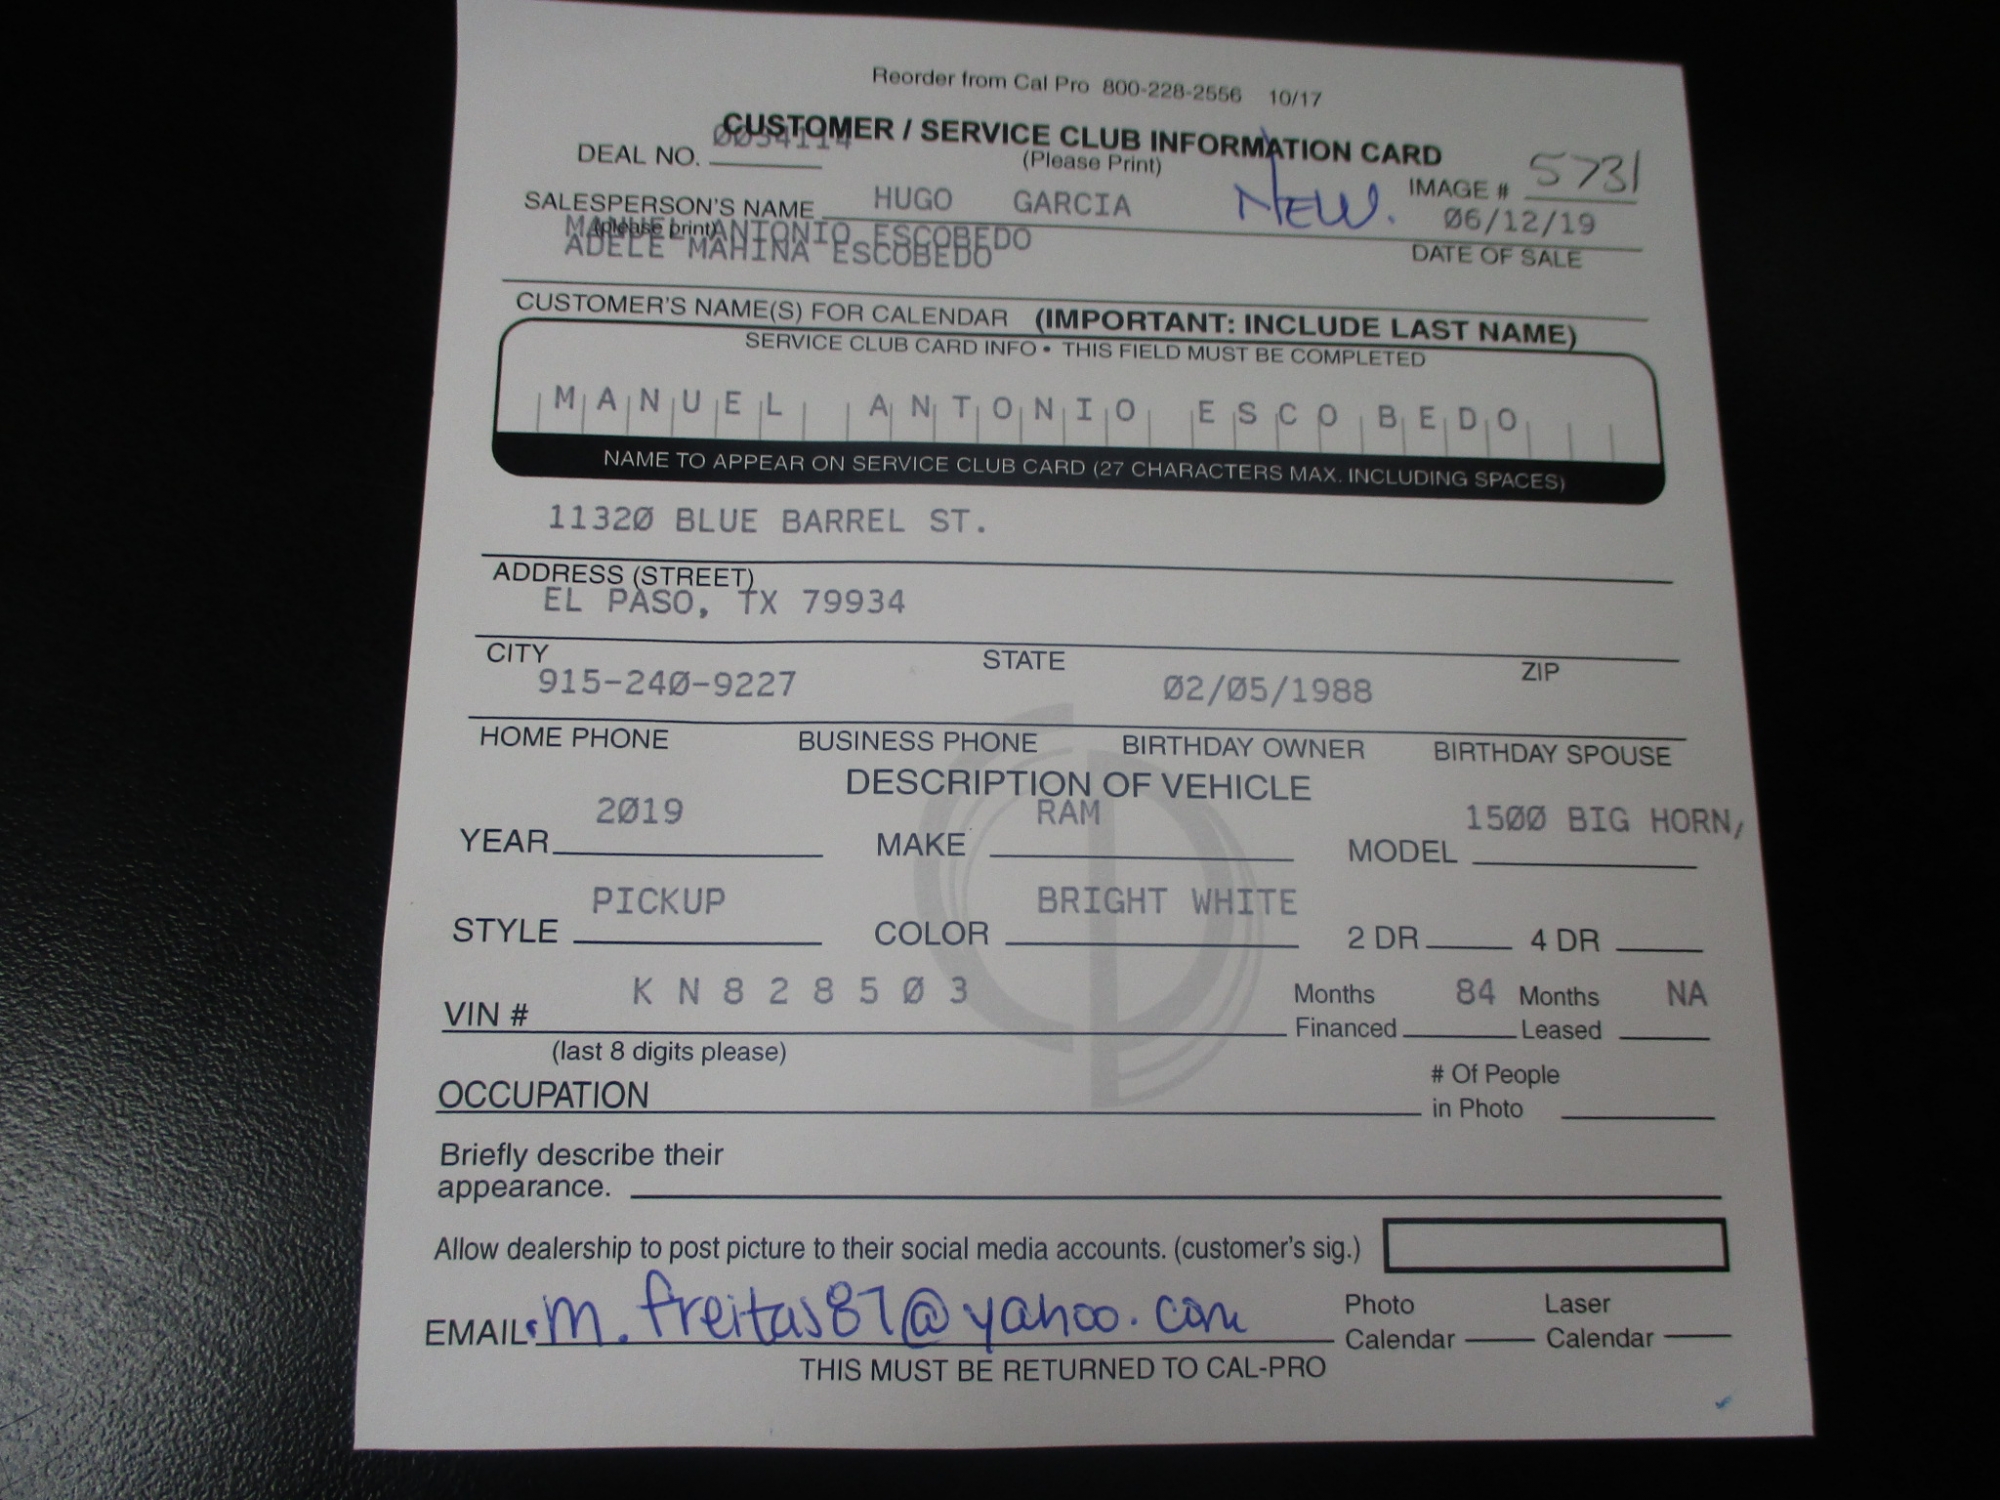 Reorder from Cal Pro 800-228-2556 10/17
CUSTOMER / SERVICE CLUB INFORMATION CARD
(Please Print)
DEAL NO. 0034114
IMAGE # 5731
SALESPERSON'S NAME HUGO GARCIA NEW. 06/12/19
(please print)
DATE OF SALE
MANUEL ANTONIO ESCOBEDO
ADELE MAHINA ESCOBEDO
CUSTOMER'S NAME(S) FOR CALENDAR (IMPORTANT: INCLUDE LAST NAME)
SERVICE CLUB CARD INFO • THIS FIELD MUST BE COMPLETED
MANUEL ANTONIO ESCOBEDO
NAME TO APPEAR ON SERVICE CLUB CARD (27 CHARACTERS MAX. INCLUDING SPACES)
11320 BLUE BARREL ST.
ADDRESS (STREET)
EL PASO, TX 79934
CITY STATE ZIP
915-240-9227 02/05/1988
HOME PHONE BUSINESS PHONE BIRTHDAY OWNER BIRTHDAY SPOUSE
DESCRIPTION OF VEHICLE
YEAR 2019 MAKE RAM MODEL 1500 BIG HORN,
STYLE PICKUP COLOR BRIGHT WHITE 2 DR 4 DR
VIN # K N 8 2 8 5 0 3 Months Financed 84 Months Leased NA
(last 8 digits please)
OCCUPATION # Of People in Photo
Briefly describe their
appearance.
Allow dealership to post picture to their social media accounts. (customer's sig.)
EMAIL: m.freitas87@yahoo.com Photo Calendar Laser Calendar
THIS MUST BE RETURNED TO CAL-PRO